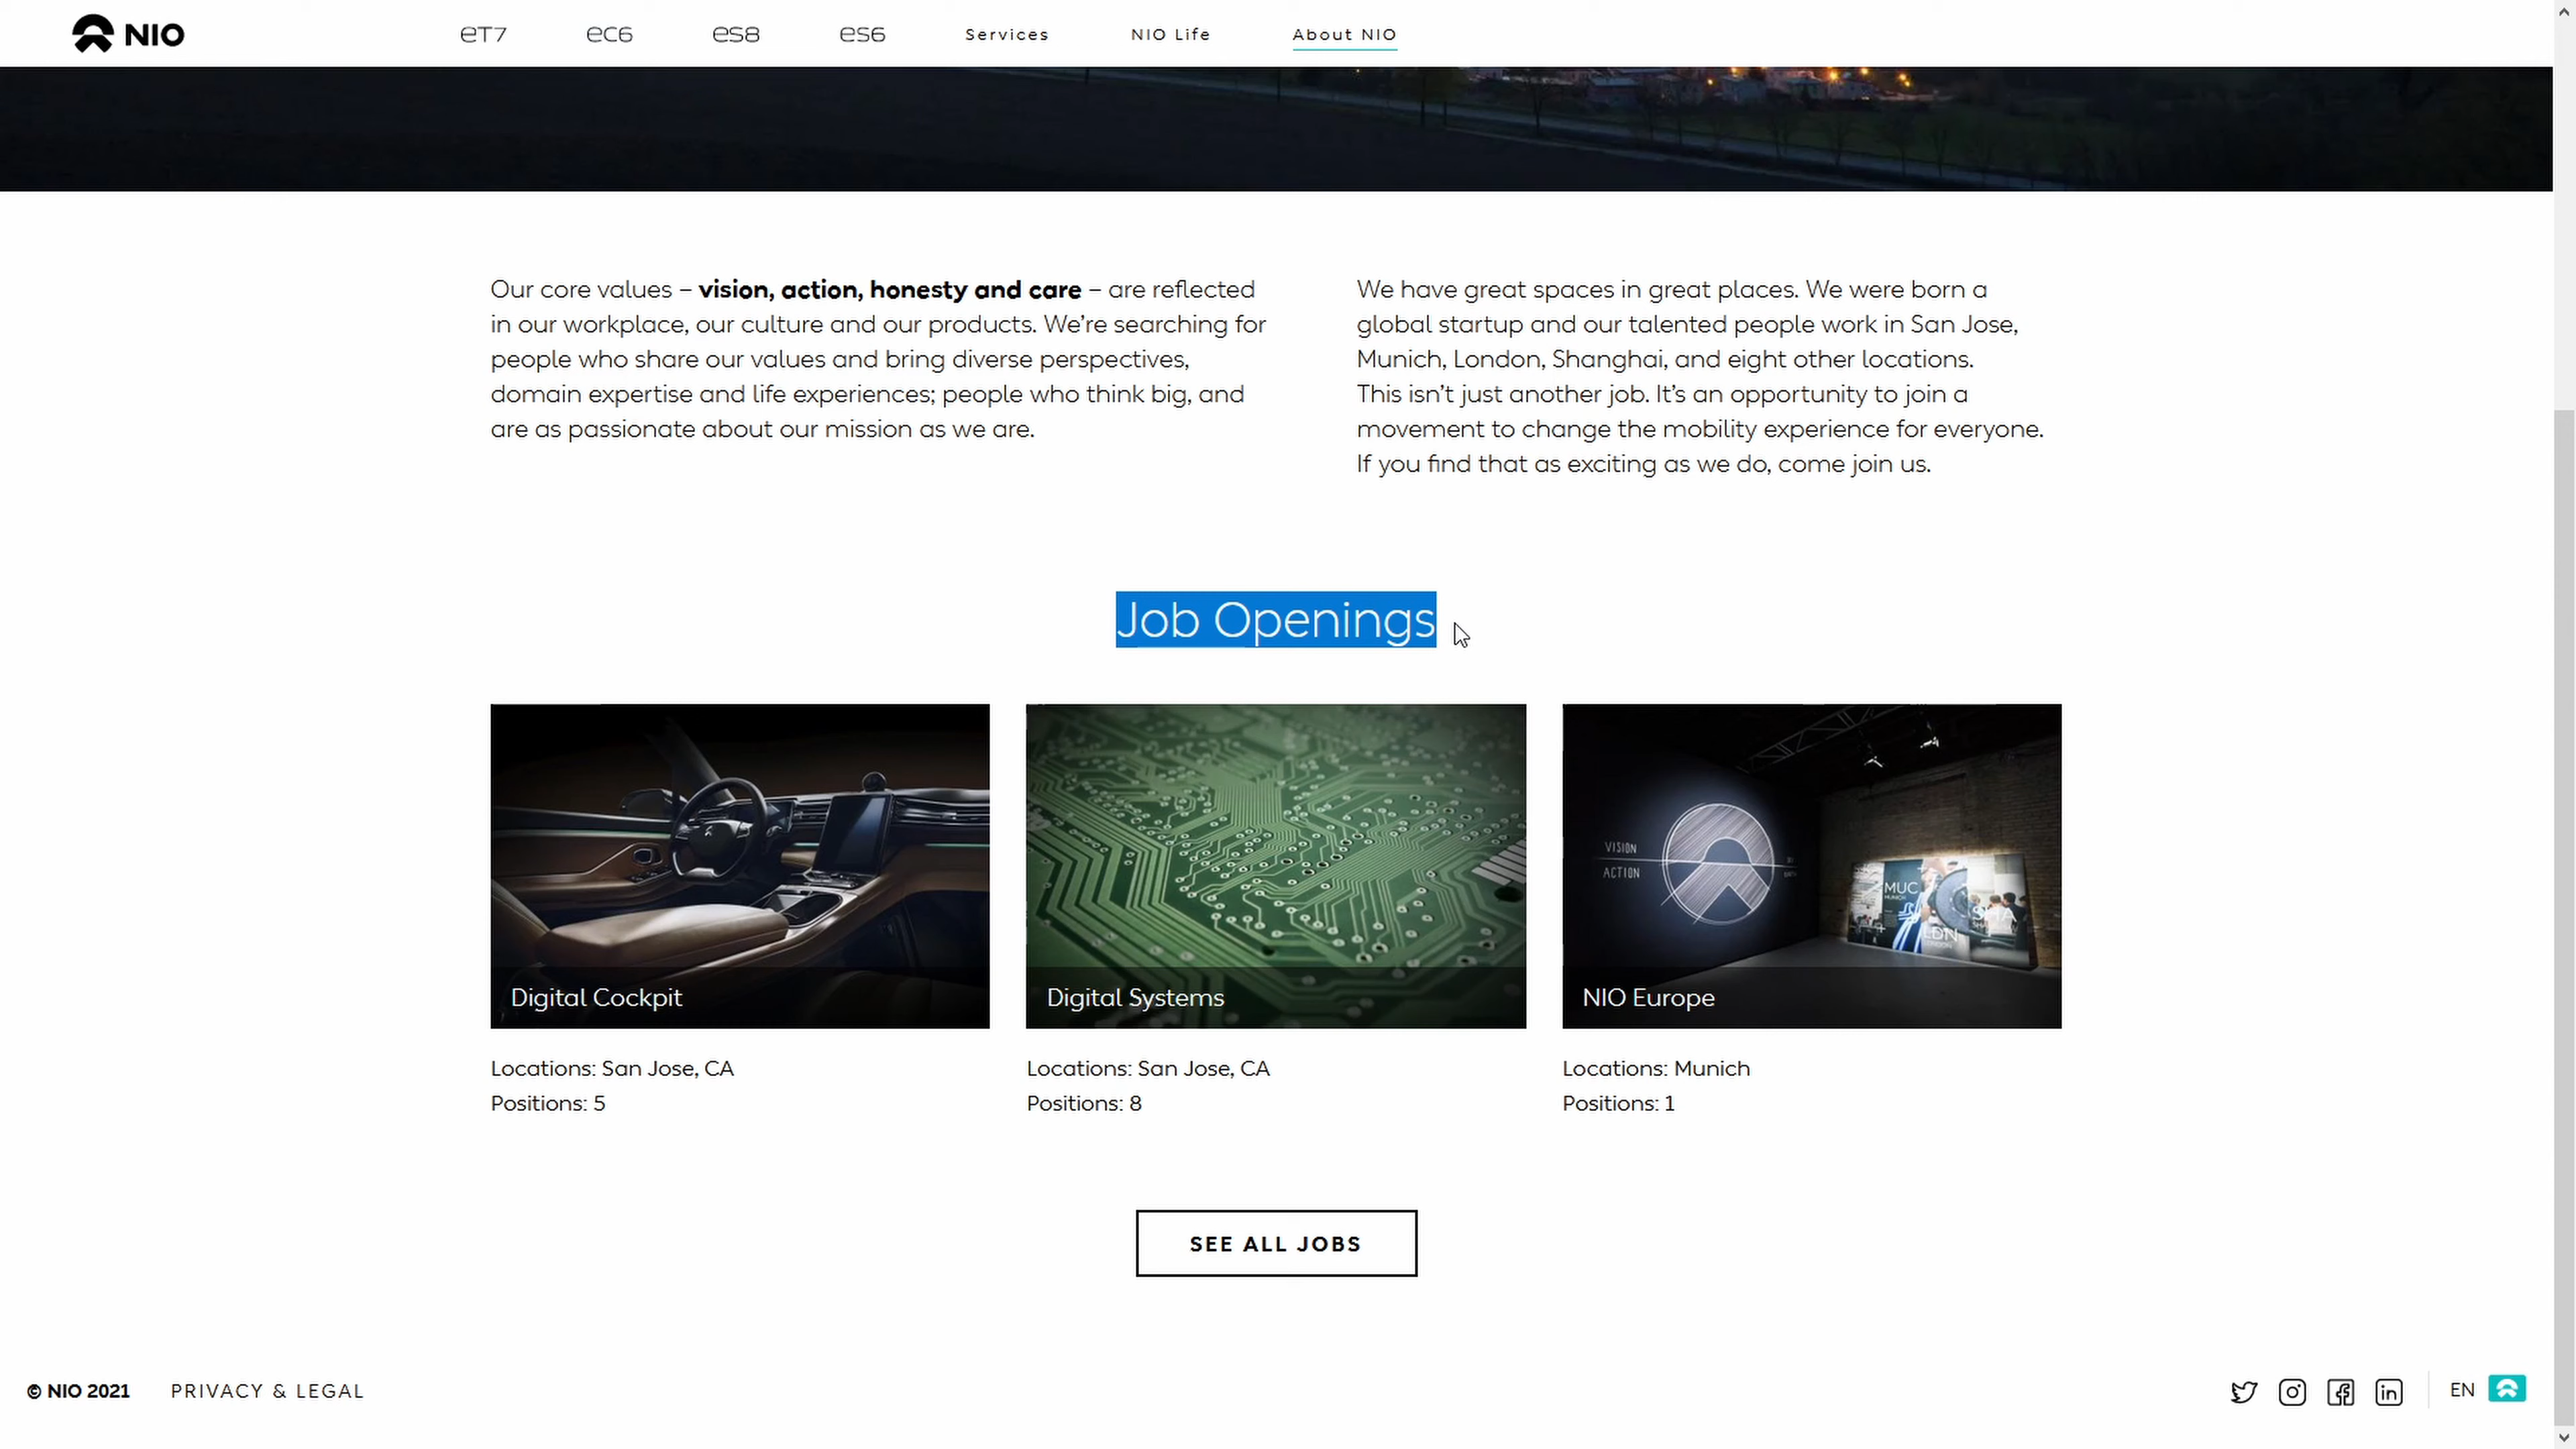 NIO
eT7
eC6
eS8
eS6
Services
NIO Life
About NIO
Our core values – vision, action, honesty and care – are reflected
in our workplace, our culture and our products. We’re searching for
people who share our values and bring diverse perspectives,
domain expertise and life experiences; people who think big, and
are as passionate about our mission as we are.
We have great spaces in great places. We were born a
global startup and our talented people work in San Jose,
Munich, London, Shanghai, and eight other locations.
This isn’t just another job. It’s an opportunity to join a
movement to change the mobility experience for everyone.
If you find that as exciting as we do, come join us.
Job Openings
Digital Cockpit
Locations: San Jose, CA
Positions: 5
Digital Systems
Locations: San Jose, CA
Positions: 8
VISION
ACTION
MUC
SHA
LDN
NIO Europe
Locations: Munich
Positions: 1
SEE ALL JOBS
© NIO 2021
PRIVACY & LEGAL
EN